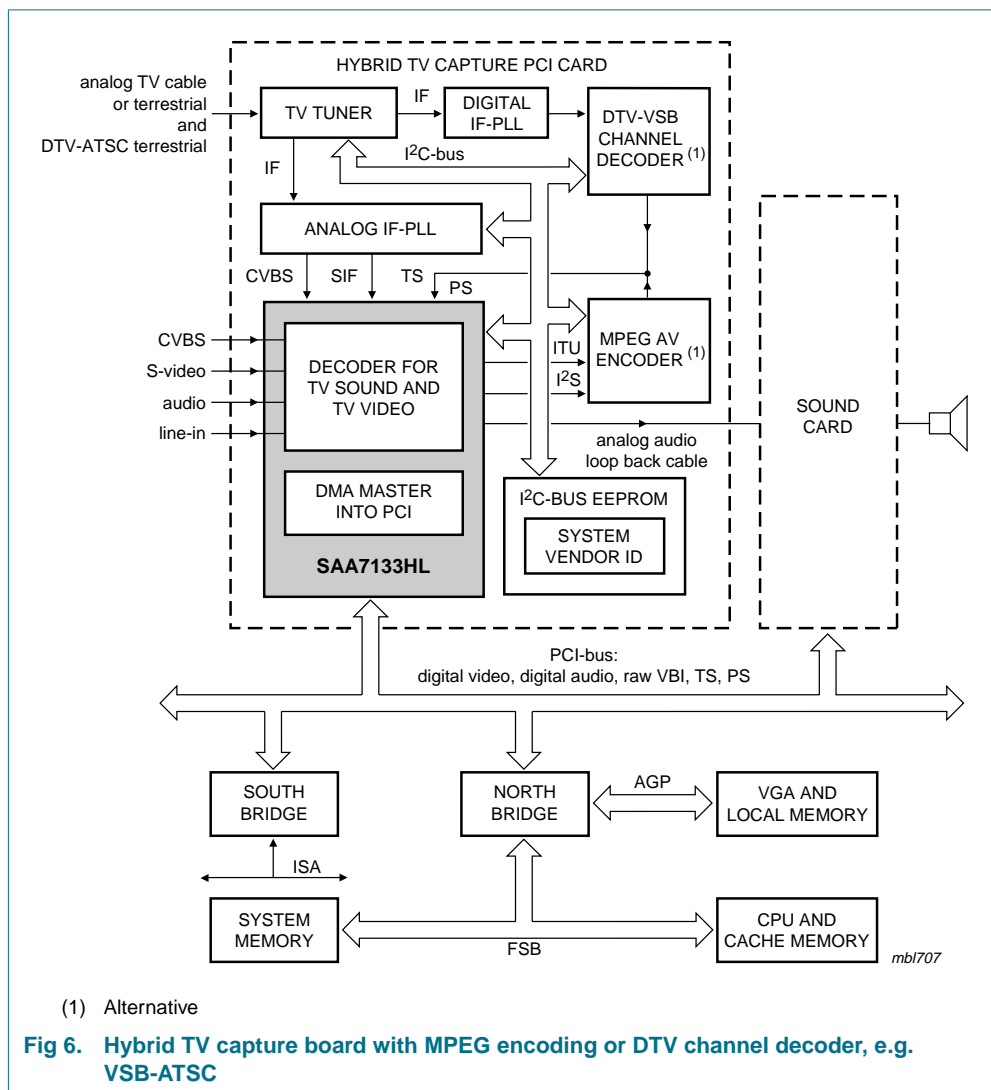 HYBRID TV CAPTURE PCI CARD
analog TV cable
or terrestrial
and
DTV-ATSC terrestrial
TV TUNER
IF
DIGITAL
IF-PLL
DTV-VSB
CHANNEL
DECODER (1)
I2C-bus
IF
ANALOG IF-PLL
CVBS
SIF
TS
PS
CVBS
S-video
audio
line-in
DECODER FOR
TV SOUND AND
TV VIDEO
ITU
I2S
MPEG AV
ENCODER (1)
SOUND
CARD
analog audio
loop back cable
DMA MASTER
INTO PCI
SAA7133HL
I2C-BUS EEPROM
SYSTEM
VENDOR ID
PCI-bus:
digital video, digital audio, raw VBI, TS, PS
SOUTH
BRIDGE
NORTH
BRIDGE
AGP
VGA AND
LOCAL MEMORY
ISA
SYSTEM
MEMORY
FSB
CPU AND
CACHE MEMORY
mbl707
(1) Alternative
Fig 6. Hybrid TV capture board with MPEG encoding or DTV channel decoder, e.g.
VSB-ATSC